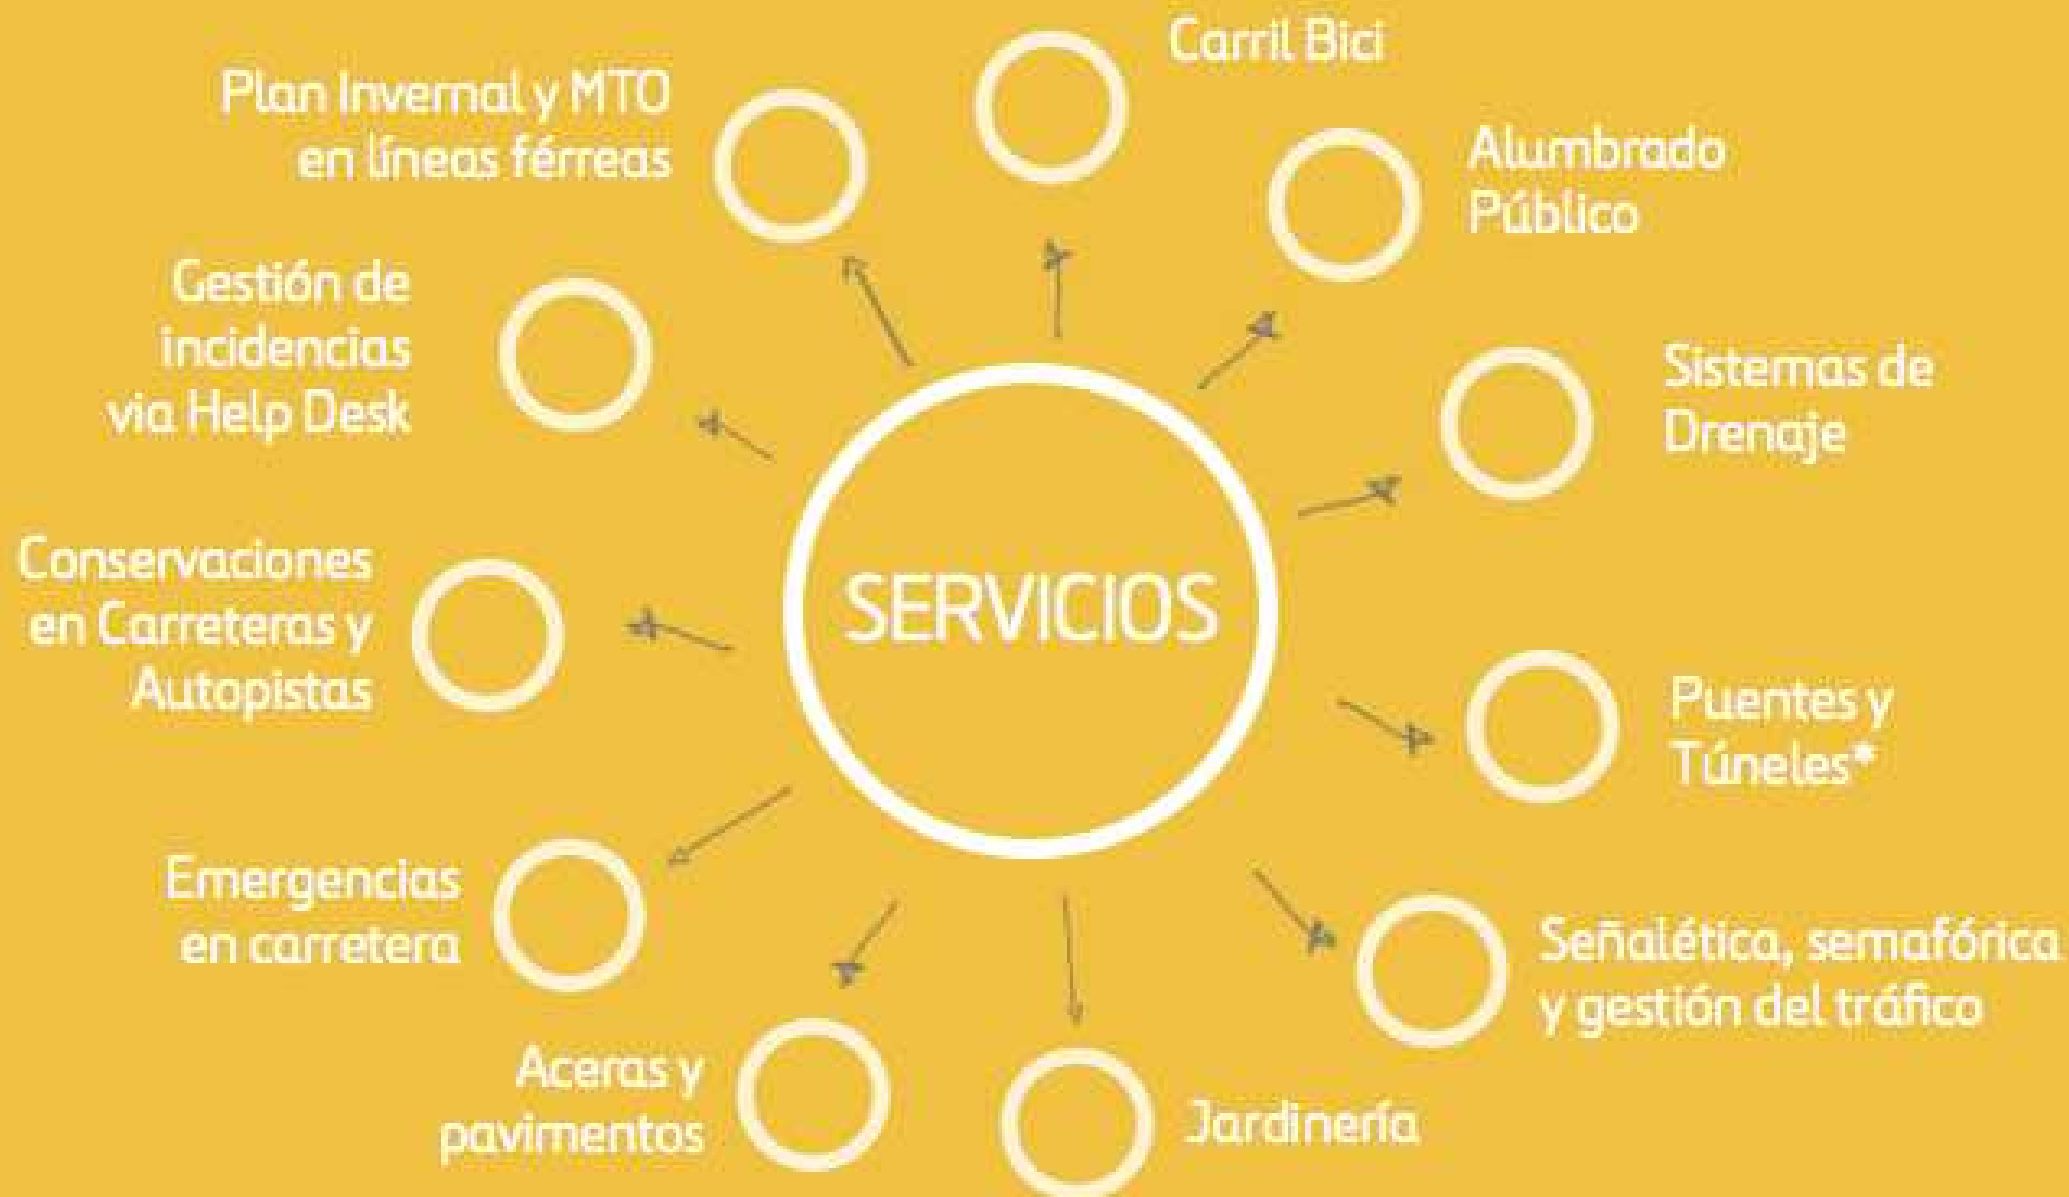 Carril Bici
Plan Invernal y MTO
en líneas férreas
Alumbrado
Público
Gestión de
incidencias
via Help Desk
Sistemas de
Drenaje
Conservaciones
en Carreteras y
Autopistas
SERVICIOS
Puentes y
Túneles*
Emergencias
en carretera
Señalética, semafórica
y gestión del tráfico
Aceras y
pavimentos
Jardinería